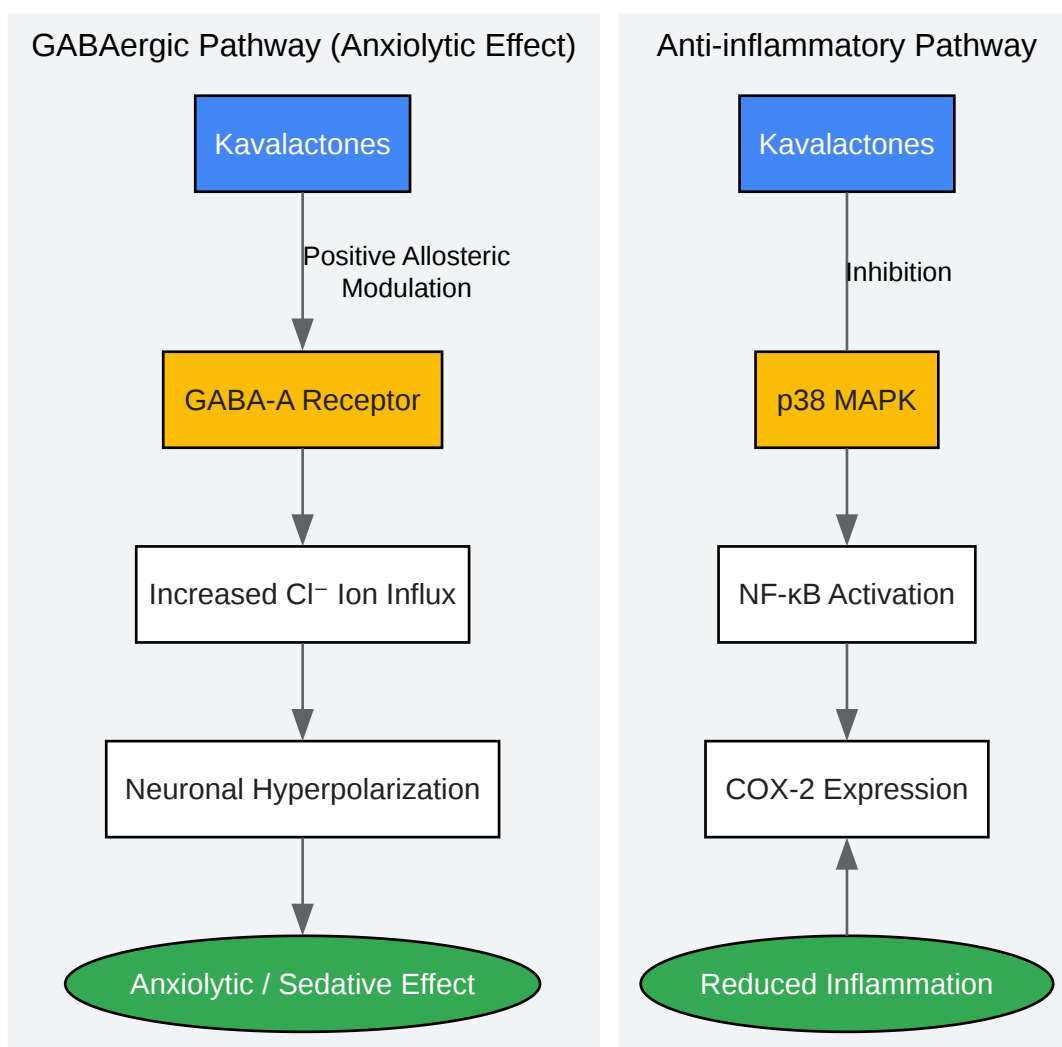 GABAergic Pathway (Anxiolytic Effect)
Kavalactones
Positive Allosteric
Modulation
GABA-A Receptor
Increased Cl⁻ Ion Influx
Neuronal Hyperpolarization
Anxiolytic / Sedative Effect
Anti-inflammatory Pathway
Kavalactones
Inhibition
p38 MAPK
NF-κB Activation
COX-2 Expression
Reduced Inflammation